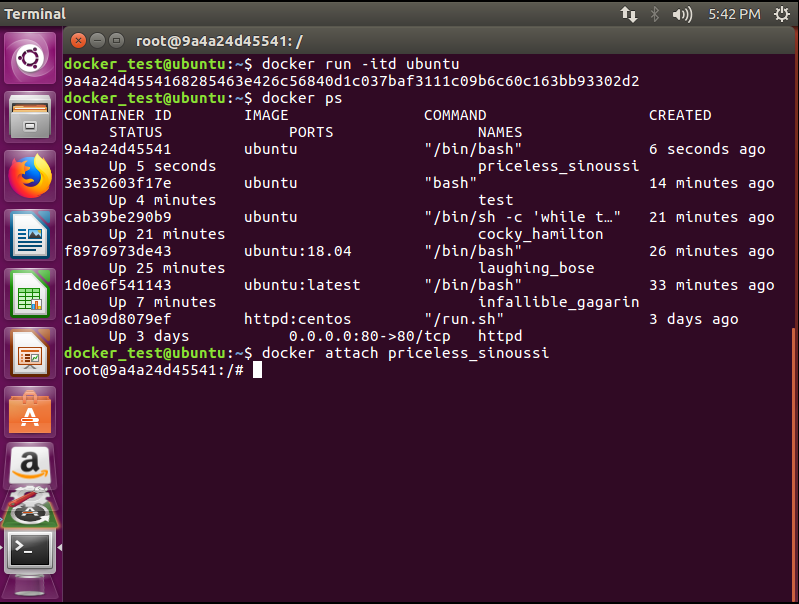 Terminal
5:42 PM
root@9a4a24d45541: /
docker_test@ubuntu:~$ docker run -itd ubuntu
9a4a24d4554168285463e426c56840d1c037baf3111c09b6c60c163bb93302d2
docker_test@ubuntu:~$ docker ps
CONTAINER ID        IMAGE               COMMAND                  CREATED
     STATUS              PORTS                NAMES
9a4a24d45541        ubuntu              "/bin/bash"              6 seconds ago
     Up 5 seconds                             priceless_sinoussi
3e352603f17e        ubuntu              "bash"                   14 minutes ago
     Up 4 minutes                             test
cab39be290b9        ubuntu              "/bin/sh -c 'while t…"   21 minutes ago
     Up 21 minutes                            cocky_hamilton
f8976973de43        ubuntu:18.04        "/bin/bash"              26 minutes ago
     Up 25 minutes                            laughing_bose
1d0e6f541143        ubuntu:latest       "/bin/bash"              33 minutes ago
     Up 7 minutes                             infallible_gagarin
c1a09d8079ef        httpd:centos        "/run.sh"                3 days ago
     Up 3 days           0.0.0.0:80->80/tcp   httpd
docker_test@ubuntu:~$ docker attach priceless_sinoussi
root@9a4a24d45541:/#